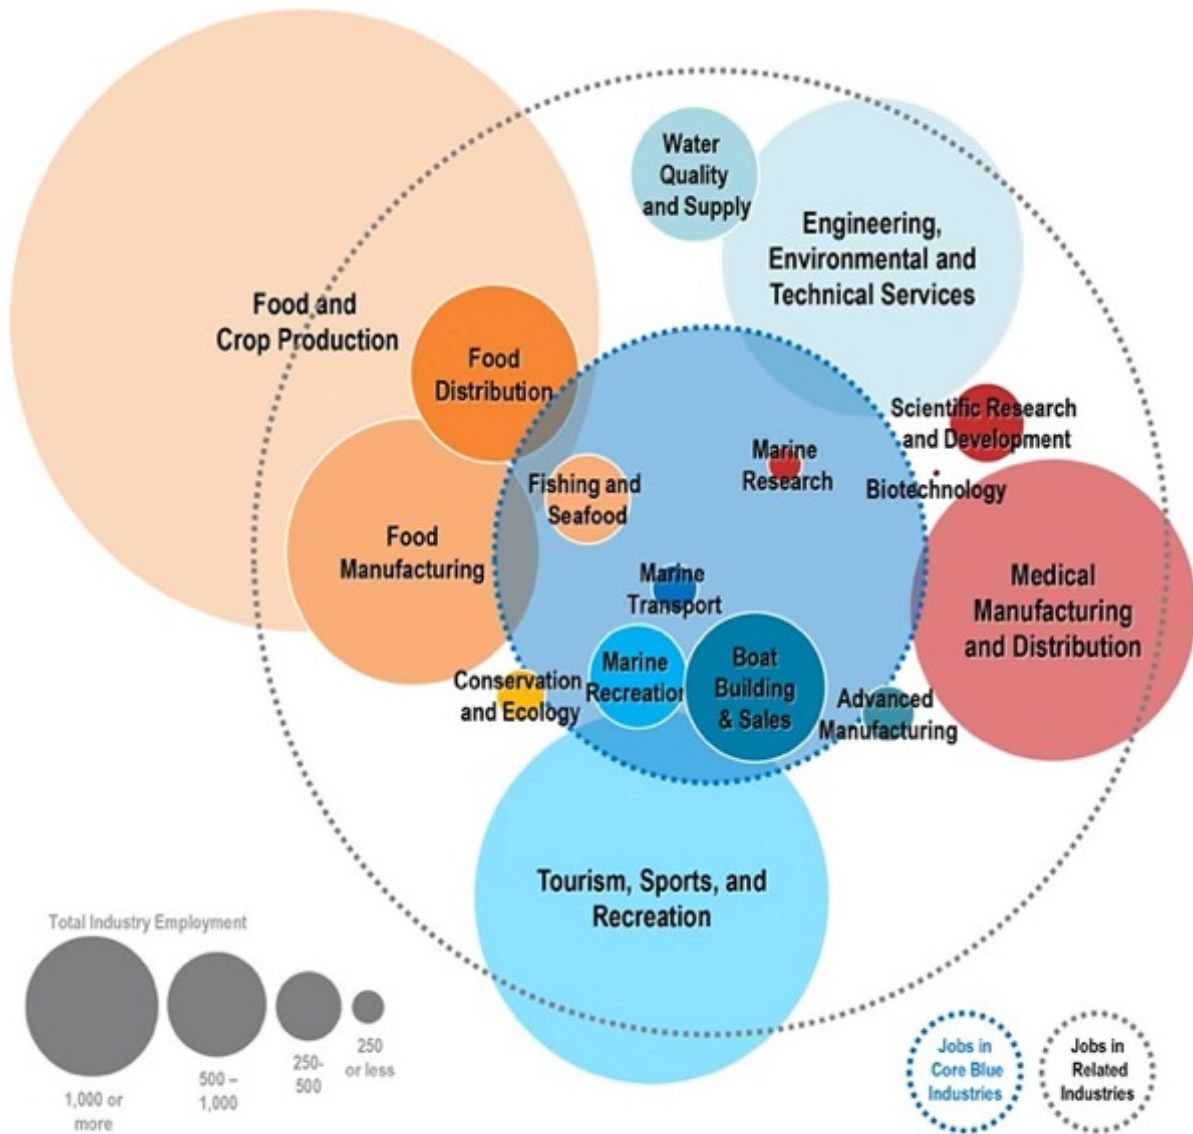 Water
Quality
and Supply
Engineering,
Environmental and
Technical Services
Food and
Crop Production
Food
Distribution
Scientific Research
and Development
Marine
Research
Biotechnology
Fishing and
Seafood
Food
Manufacturing
Marine
Transport
Medical
Manufacturing
and Distribution
Conservation
and Ecology
Marine
Recreation
Boat
Building
& Sales
Advanced
Manufacturing
Tourism, Sports, and
Recreation
Total Industry Employment
1,000 or
more
500 –
1,000
250-
500
250
or less
Jobs in
Core Blue
Industries
Jobs in
Related
Industries